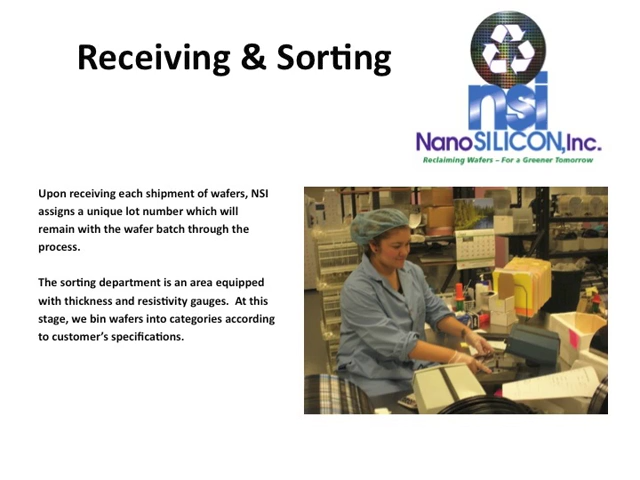 Receiving & Sorting
nsi
NanoSILICON,Inc.
Reclaiming Wafers – For a Greener Tomorrow
Upon receiving each shipment of wafers, NSI
assigns a unique lot number which will
remain with the wafer batch through the
process.
The sorting department is an area equipped
with thickness and resistivity gauges.  At this
stage, we bin wafers into categories according
to customer's specifications.